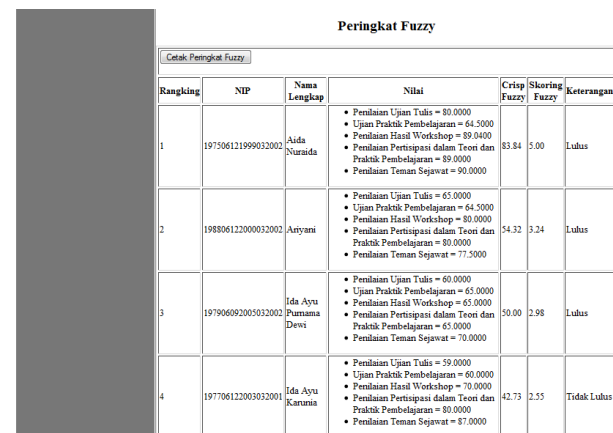 Peringkat Fuzzy
Cetak Peringkat Fuzzy
Rangking NIP Nama Lengkap Nilai Crisp Fuzzy Skoring Fuzzy Keterangan
1 197506121999032002 Aida Nuraida
• Penilaian Ujian Tulis = 80.0000
• Ujian Praktik Pembelajaran = 64.5000
• Penilaian Hasil Workshop = 89.0400
• Penilaian Pertisipasi dalam Teori dan
Praktik Pembelajaran = 89.0000
• Penilaian Teman Sejawat = 90.0000
83.84 5.00 Lulus
2 198806122000032002 Ariyani
• Penilaian Ujian Tulis = 65.0000
• Ujian Praktik Pembelajaran = 64.5000
• Penilaian Hasil Workshop = 80.0000
• Penilaian Pertisipasi dalam Teori dan
Praktik Pembelajaran = 80.0000
• Penilaian Teman Sejawat = 77.5000
54.32 3.24 Lulus
3 197906092005032002 Ida Ayu Purnama Dewi
• Penilaian Ujian Tulis = 60.0000
• Ujian Praktik Pembelajaran = 65.0000
• Penilaian Hasil Workshop = 65.0000
• Penilaian Pertisipasi dalam Teori dan
Praktik Pembelajaran = 65.0000
• Penilaian Teman Sejawat = 70.0000
50.00 2.98 Lulus
4 197706122003032001 Ida Ayu Karunia
• Penilaian Ujian Tulis = 59.0000
• Ujian Praktik Pembelajaran = 60.0000
• Penilaian Hasil Workshop = 70.0000
• Penilaian Pertisipasi dalam Teori dan
Praktik Pembelajaran = 80.0000
• Penilaian Teman Sejawat = 87.0000
42.73 2.55 Tidak Lulus